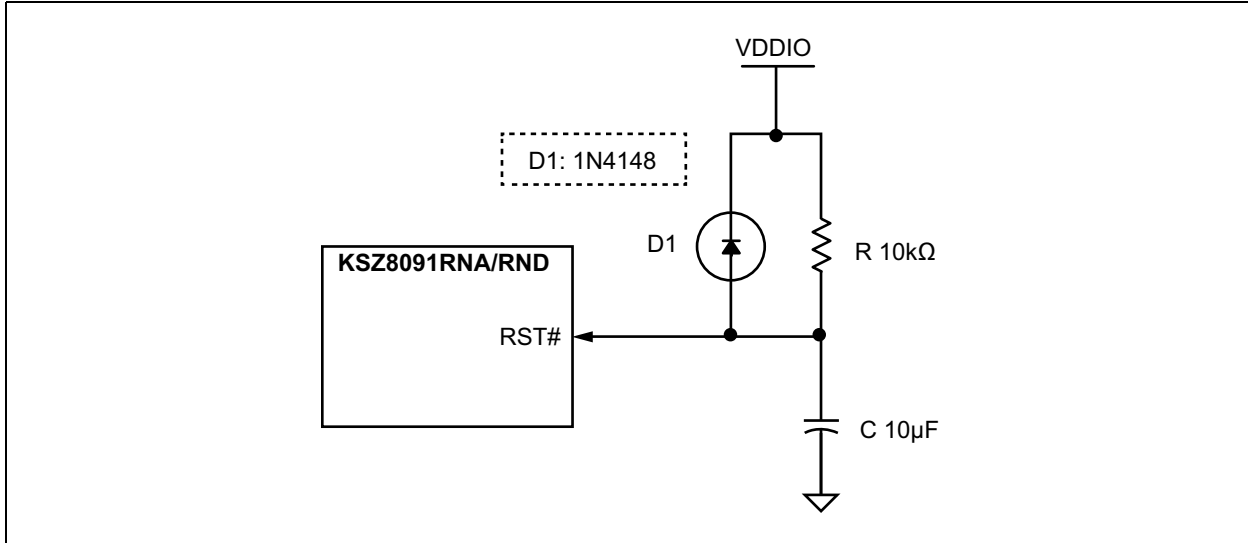 VDDIO
D1: 1N4148
D1
R 10kΩ
KSZ8091RNA/RND
RST#
C 10µF